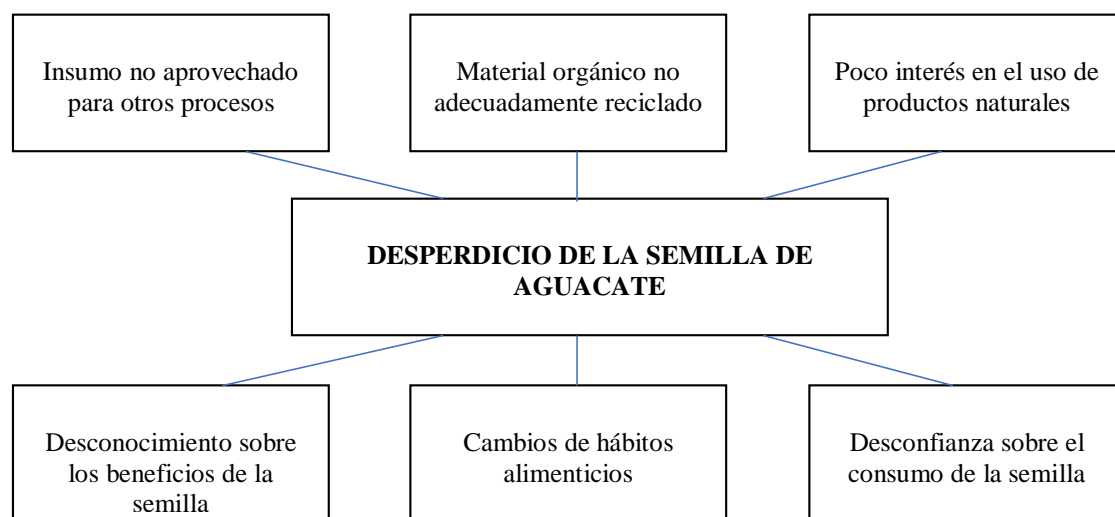 Insumo no aprovechado
para otros procesos
Material orgánico no
adecuadamente reciclado
Poco interés en el uso de
productos naturales
DESPERDICIO DE LA SEMILLA DE
AGUACATE
Desconocimiento sobre
los beneficios de la
semilla
Cambios de hábitos
alimenticios
Desconfianza sobre el
consumo de la semilla